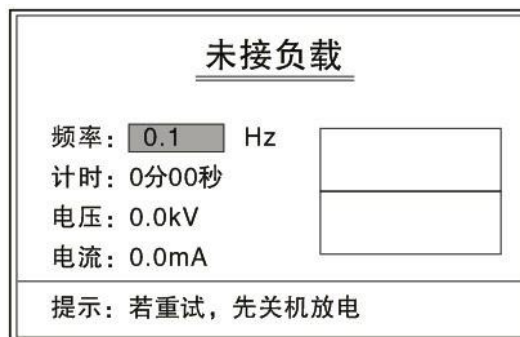 未接负载
频率: 0.1 Hz
计时: 0分00秒
电压: 0.0kV
电流: 0.0mA
提示: 若重试，先关机放电